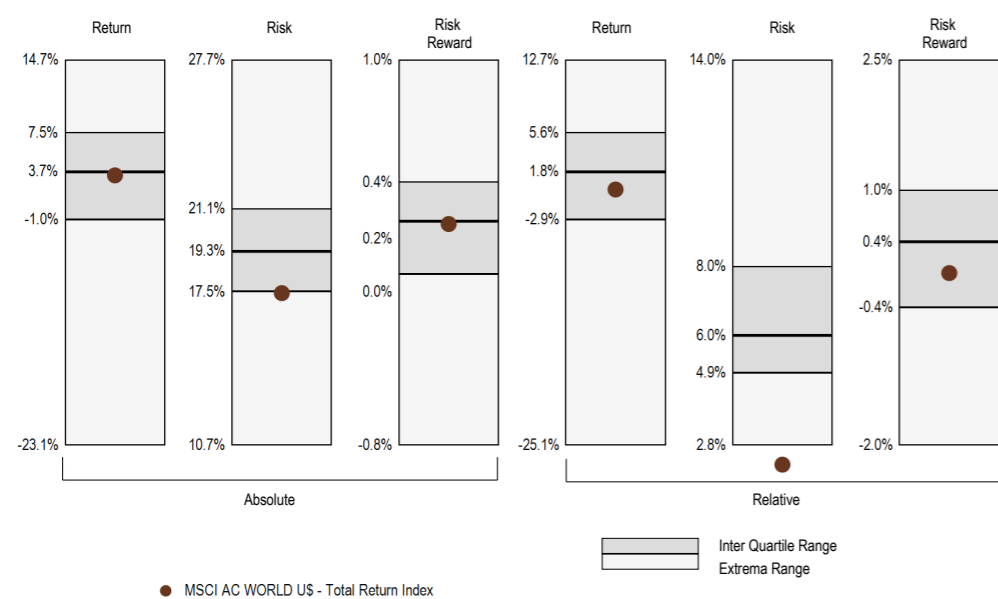 Return
Risk
Risk
Reward
Return
Risk
Risk
Reward
14.7%
27.7%
1.0%
12.7%
14.0%
2.5%
7.5%
3.7%
-1.0%
-23.1%
21.1%
19.3%
17.5%
10.7%
0.4%
0.2%
0.0%
-0.8%
5.6%
1.8%
-2.9%
-25.1%
8.0%
6.0%
4.9%
2.8%
1.0%
0.4%
-0.4%
-2.0%
Absolute
Relative
Inter Quartile Range
Extrema Range
MSCI AC WORLD U$ - Total Return Index